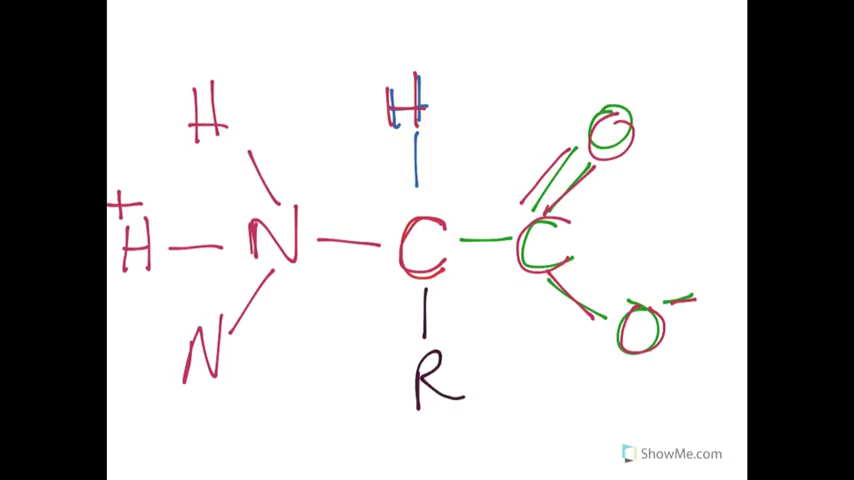 H H O
+
H N C C
O-
N R
ShowMe.com